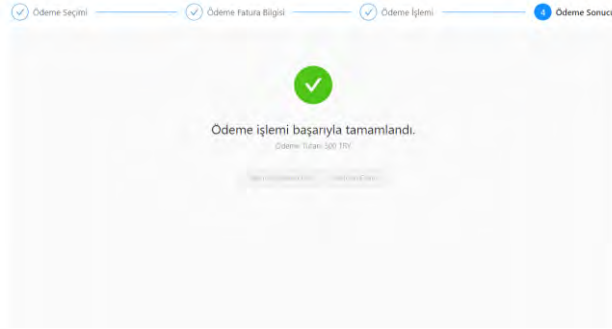 Ödeme Seçimi
Ödeme Fatura Bilgisi
Ödeme İşlemi
4 Ödeme Sonucu
Ödeme işlemi başarıyla tamamlandı.
Ödeme Tutarı 500 TRY